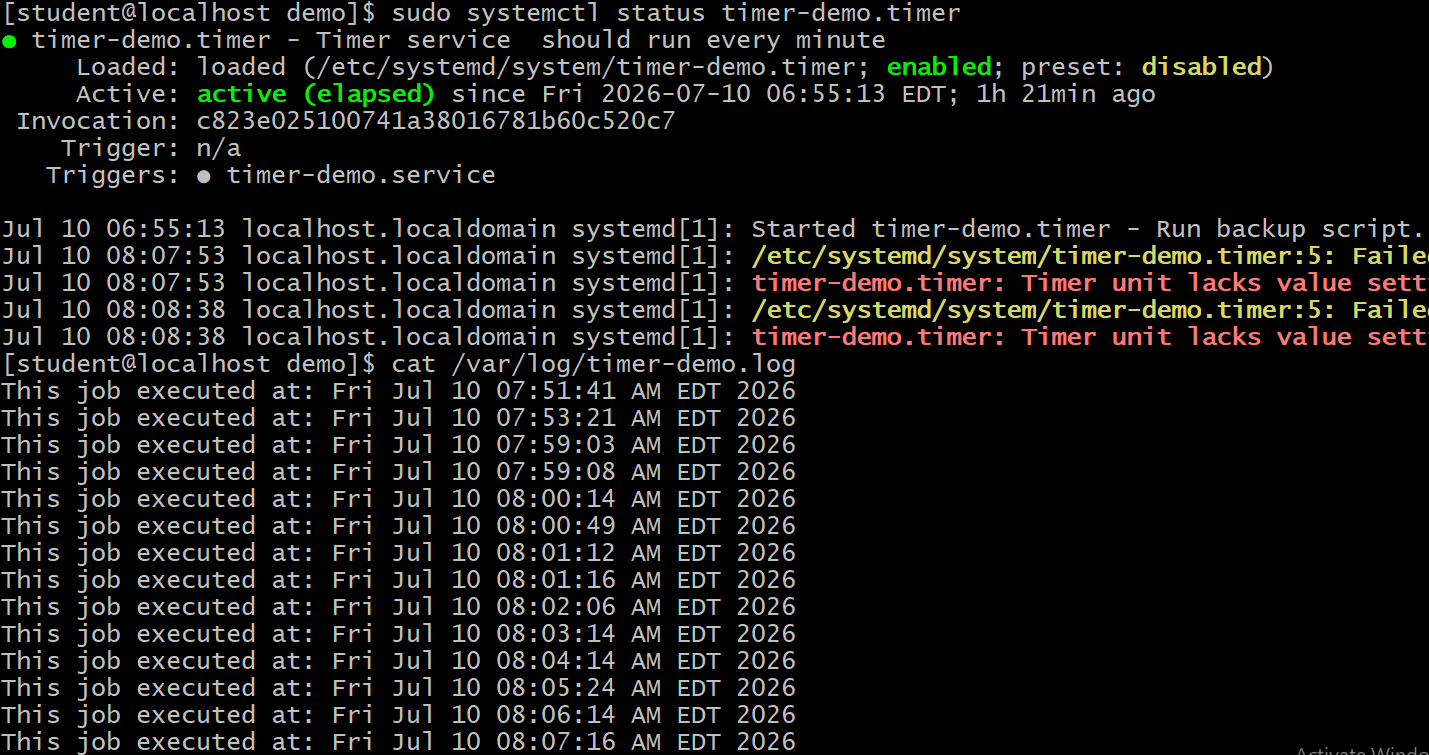 [student@localhost demo]$ sudo systemctl status timer-demo.timer
● timer-demo.timer - Timer service  should run every minute
     Loaded: loaded (/etc/systemd/system/timer-demo.timer; enabled; preset: disabled)
     Active: active (elapsed) since Fri 2026-07-10 06:55:13 EDT; 1h 21min ago
 Invocation: c823e025100741a38016781b60c520c7
    Trigger: n/a
   Triggers: ● timer-demo.service

Jul 10 06:55:13 localhost.localdomain systemd[1]: Started timer-demo.timer - Run backup script.
Jul 10 08:07:53 localhost.localdomain systemd[1]: /etc/systemd/system/timer-demo.timer:5: Failed
Jul 10 08:07:53 localhost.localdomain systemd[1]: timer-demo.timer: Timer unit lacks value sett
Jul 10 08:08:38 localhost.localdomain systemd[1]: /etc/systemd/system/timer-demo.timer:5: Failed
Jul 10 08:08:38 localhost.localdomain systemd[1]: timer-demo.timer: Timer unit lacks value sett
[student@localhost demo]$ cat /var/log/timer-demo.log
This job executed at: Fri Jul 10 07:51:41 AM EDT 2026
This job executed at: Fri Jul 10 07:53:21 AM EDT 2026
This job executed at: Fri Jul 10 07:59:03 AM EDT 2026
This job executed at: Fri Jul 10 07:59:08 AM EDT 2026
This job executed at: Fri Jul 10 08:00:14 AM EDT 2026
This job executed at: Fri Jul 10 08:00:49 AM EDT 2026
This job executed at: Fri Jul 10 08:01:12 AM EDT 2026
This job executed at: Fri Jul 10 08:01:16 AM EDT 2026
This job executed at: Fri Jul 10 08:02:06 AM EDT 2026
This job executed at: Fri Jul 10 08:03:14 AM EDT 2026
This job executed at: Fri Jul 10 08:04:14 AM EDT 2026
This job executed at: Fri Jul 10 08:05:24 AM EDT 2026
This job executed at: Fri Jul 10 08:06:14 AM EDT 2026
This job executed at: Fri Jul 10 08:07:16 AM EDT 2026